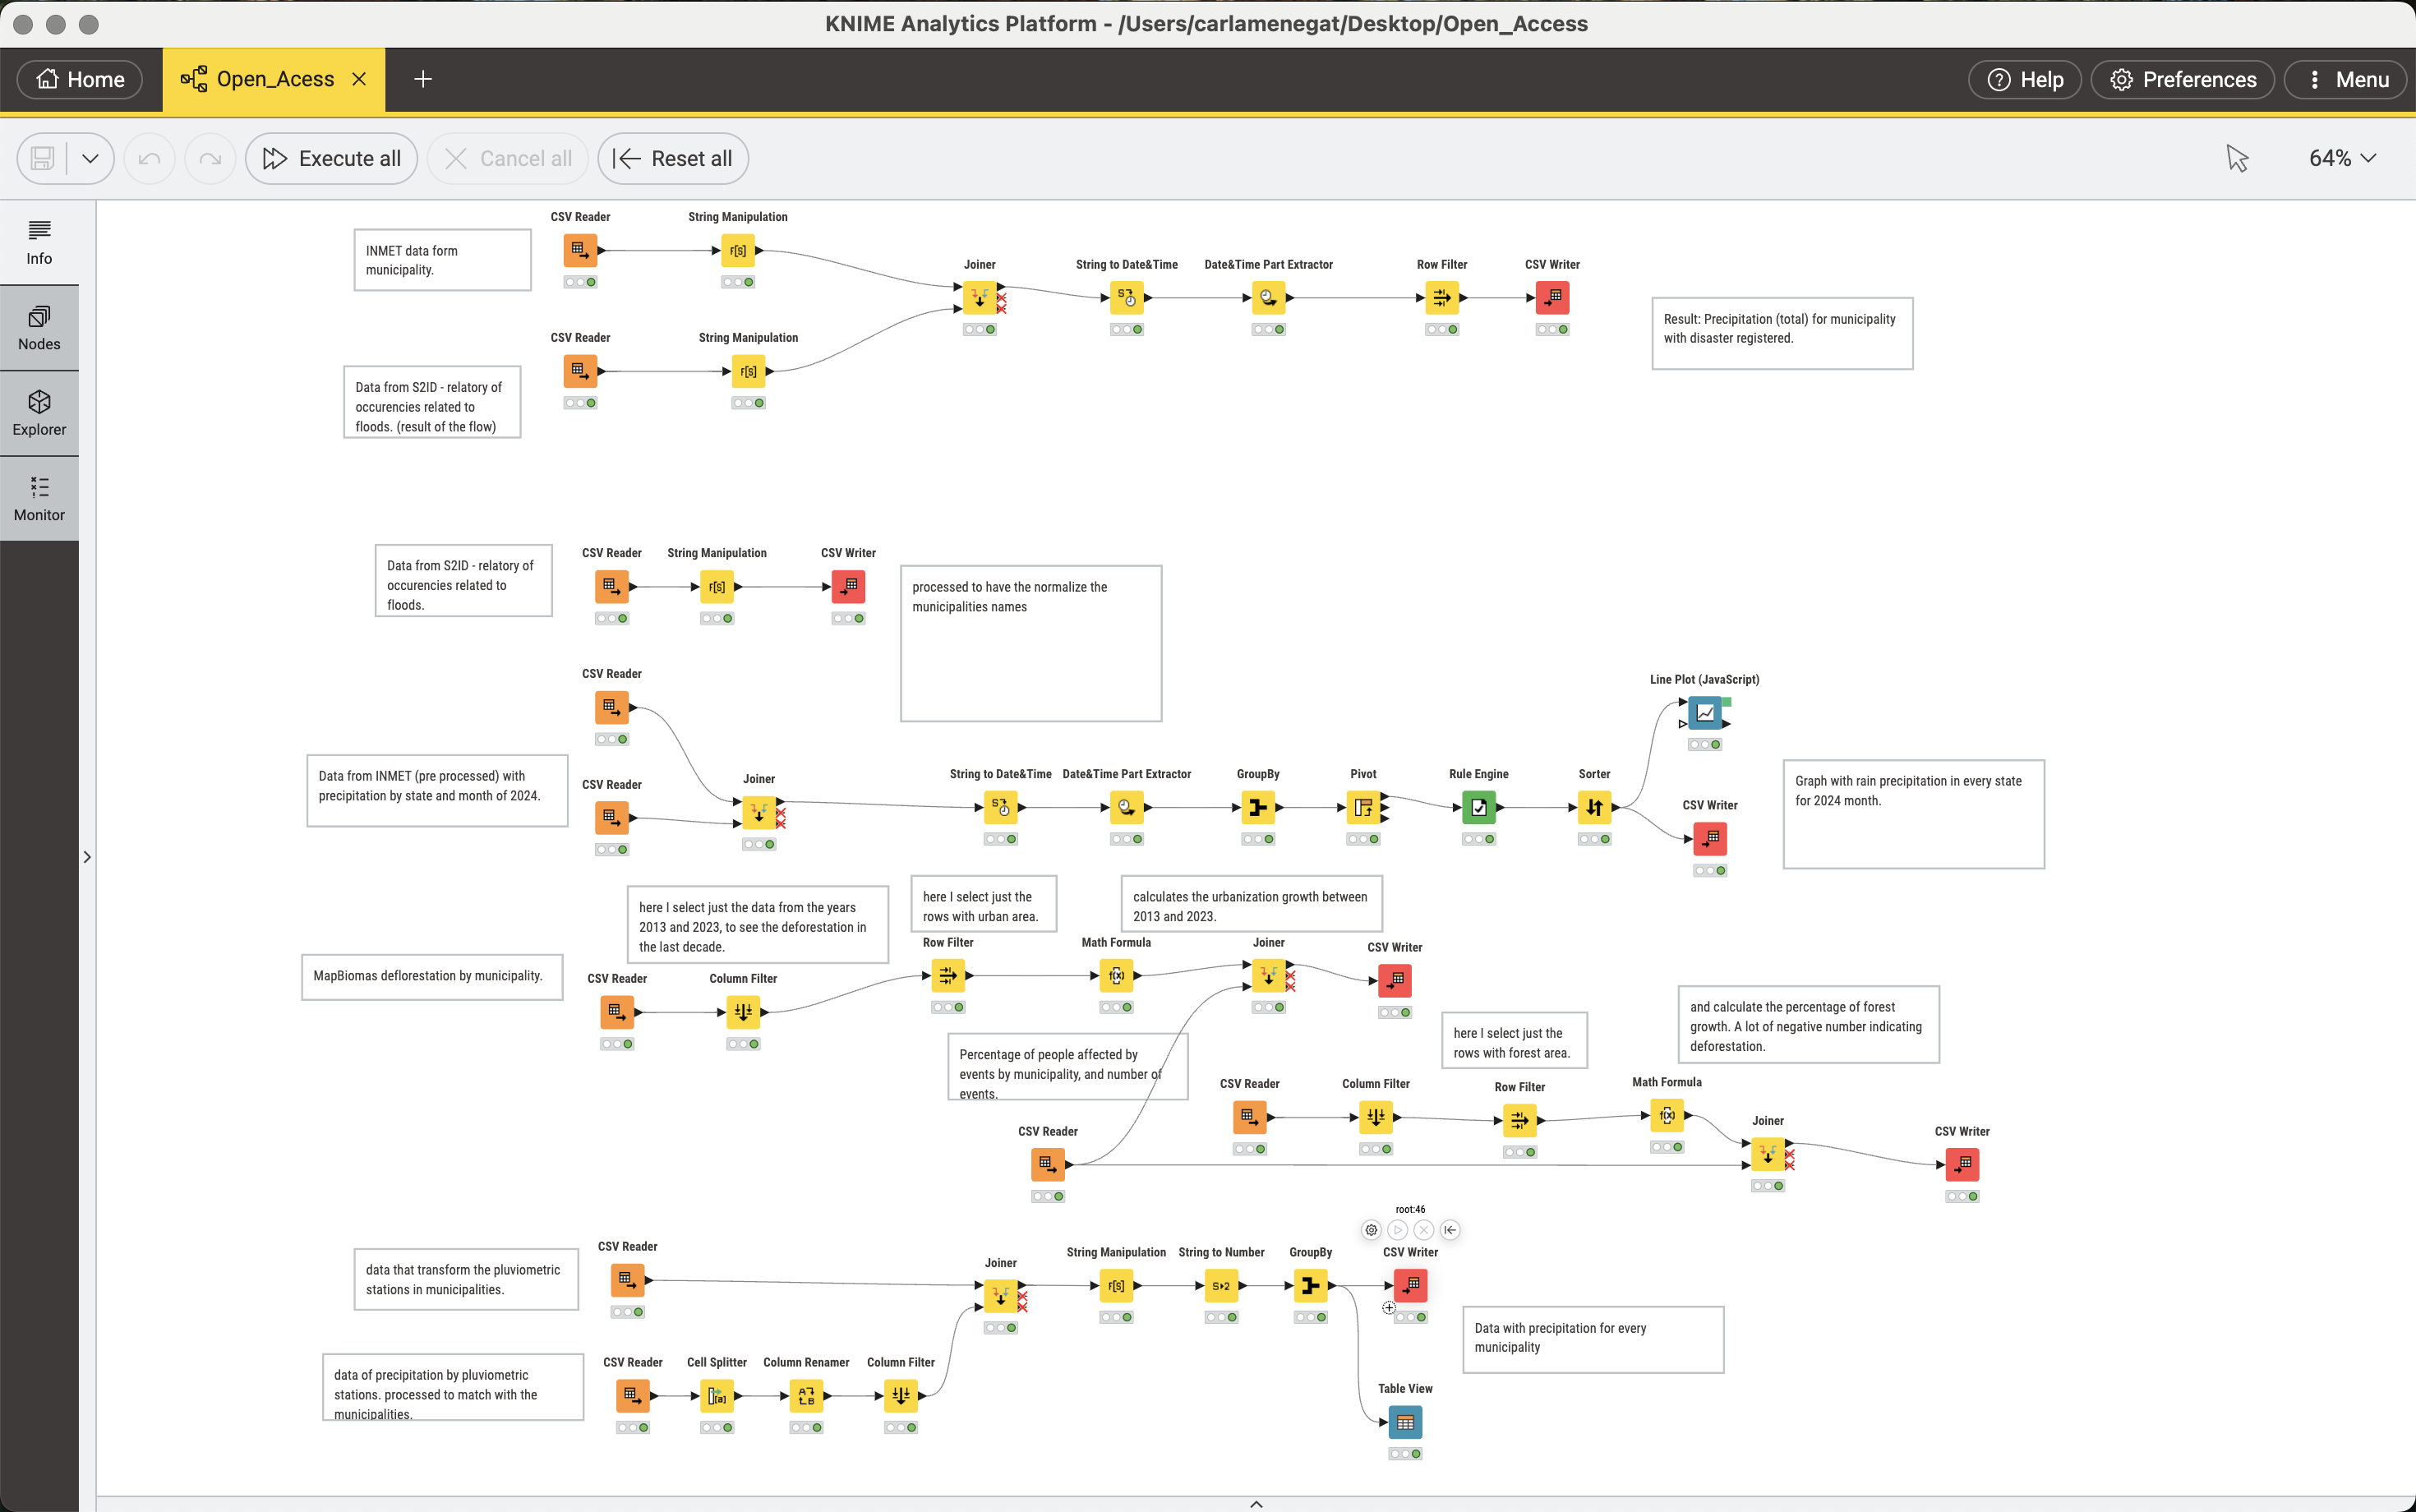 KNIME Analytics Platform - /Users/carlamenegat/Desktop/Open_Access
Home
Open_Acess
Help
Preferences
Menu
Execute all
Cancel all
Reset all
64%
Info
Nodes
Explorer
Monitor
INMET data form
municipality.
CSV Reader
String Manipulation
Joiner
String to Date&Time
Date&Time Part Extractor
Row Filter
CSV Writer
Result: Precipitation (total) for municipality
with disaster registered.
CSV Reader
String Manipulation
Data from S2ID - relatory of
occurencies related to
floods. (result of the flow)
Data from S2ID - relatory of
occurencies related to
floods.
CSV Reader
String Manipulation
CSV Writer
processed to have the normalize the
municipalities names
CSV Reader
Data from INMET (pre processed) with
precipitation by state and month of 2024.
CSV Reader
Joiner
String to Date&Time
Date&Time Part Extractor
GroupBy
Pivot
Rule Engine
Sorter
Line Plot (JavaScript)
CSV Writer
Graph with rain precipitation in every state
for 2024 month.
here I select just the data from the years
2013 and 2023, to see the deforestation in
the last decade.
here I select just the
rows with urban area.
calculates the urbanization growth between
2013 and 2023.
MapBiomas deflorestation by municipality.
CSV Reader
Column Filter
Row Filter
Math Formula
Joiner
CSV Writer
Percentage of people affected by
events by municipality, and number of
events.
here I select just the
rows with forest area.
and calculate the percentage of forest
growth. A lot of negative number indicating
deforestation.
CSV Reader
CSV Reader
Column Filter
Row Filter
Math Formula
Joiner
CSV Writer
data that transform the pluviometric
stations in municipalities.
CSV Reader
Joiner
String Manipulation
String to Number
GroupBy
root:46
CSV Writer
Data with precipitation for every
municipality
data of precipitation by pluviometric
stations. processed to match with the
municipalities.
CSV Reader
Cell Splitter
Column Renamer
Column Filter
Table View